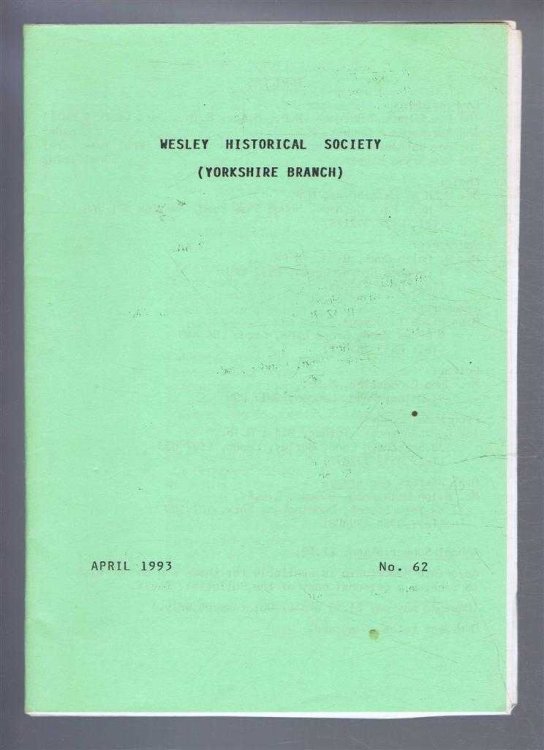 WESLEY HISTORICAL SOCIETY
(YORKSHIRE BRANCH)
APRIL 1993 No. 62